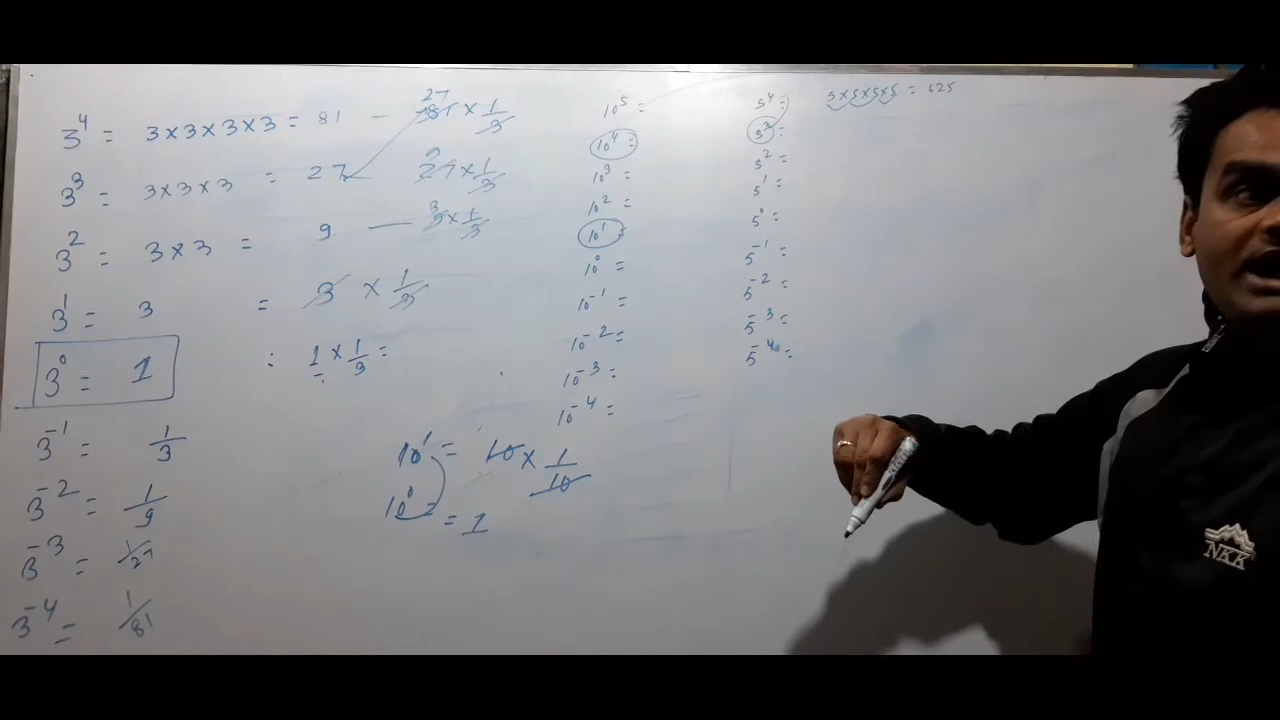 3⁴ = 3×3×3×3 = 81 — 27 81 × 1/3
3³ = 3×3×3 = 27 9 27 × 1/3
3² = 3×3 = 9 — 3 9 × 1/3
3¹ = 3 = 3 × 1/3
3⁰ = 1 : 1 × 1/3 =
3⁻¹ = 1/3
3⁻² = 1/9
3⁻³ = 1/27
3⁻⁴ = 1/81
10¹ = 10 × 1/10
10⁰ = 1
10⁵ =
10⁴ =
10³ =
10² =
10¹ =
10⁰ =
10⁻¹ =
10⁻² =
10⁻³ =
10⁻⁴ =
5⁴ = 5×5×5×5 = 625
5³ =
5² =
5¹ =
5⁰ =
5⁻¹ =
5⁻² =
5⁻³ =
5⁻⁴ =
NKK